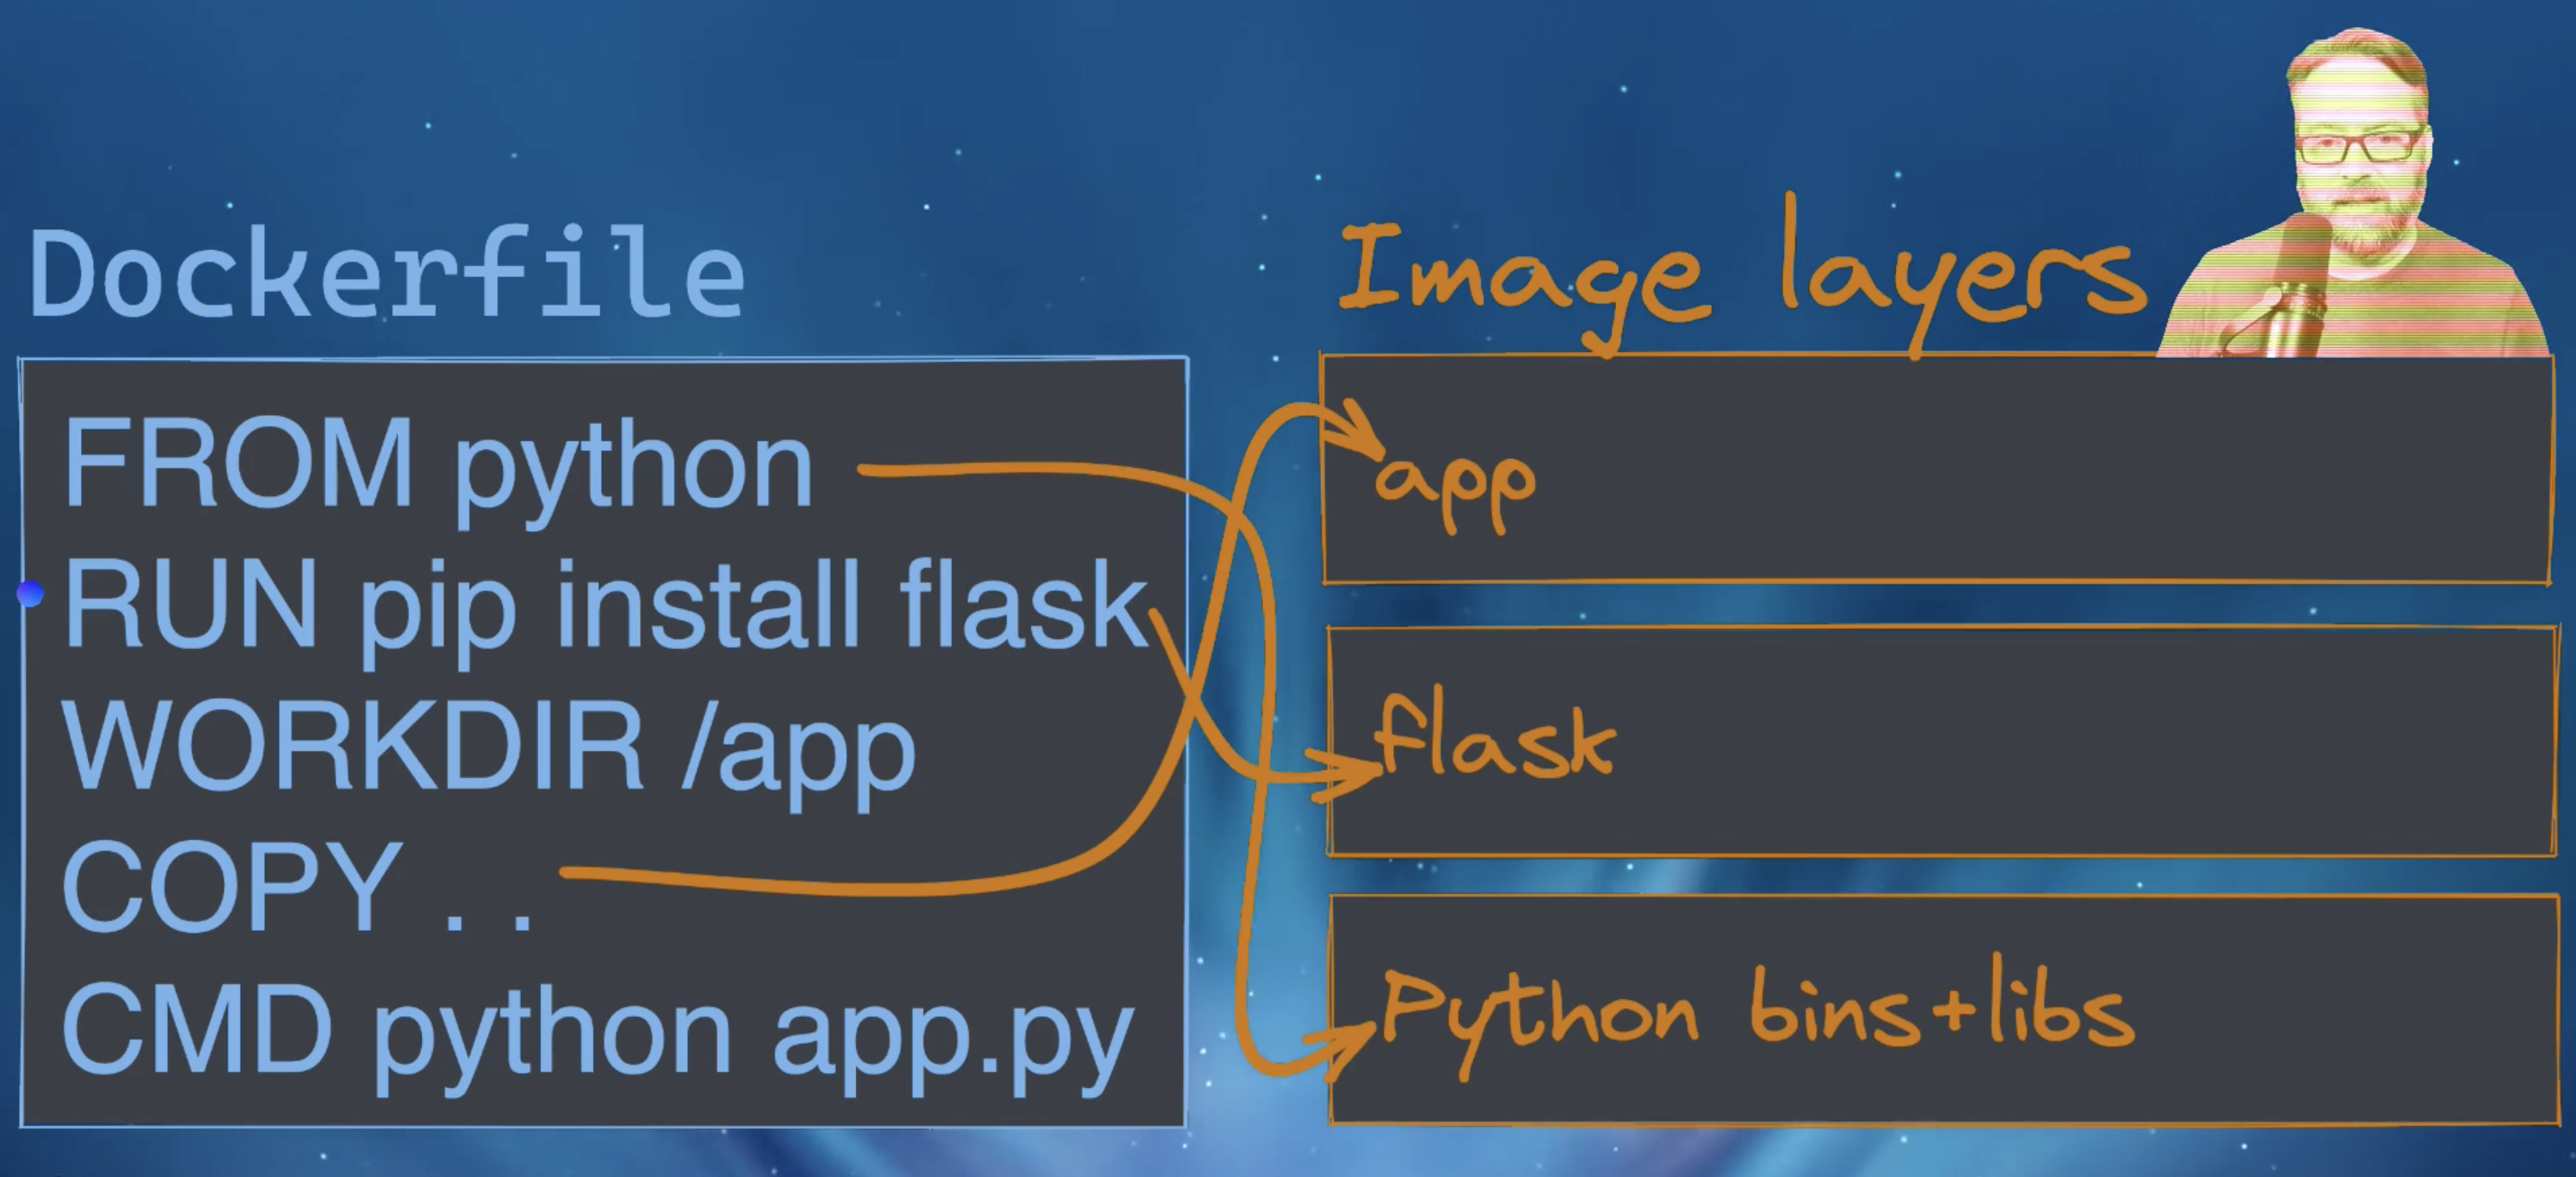 Dockerfile
FROM python
RUN pip install flask
WORKDIR /app
COPY . .
CMD python app.py
Image layers
app
flask
Python bins+libs